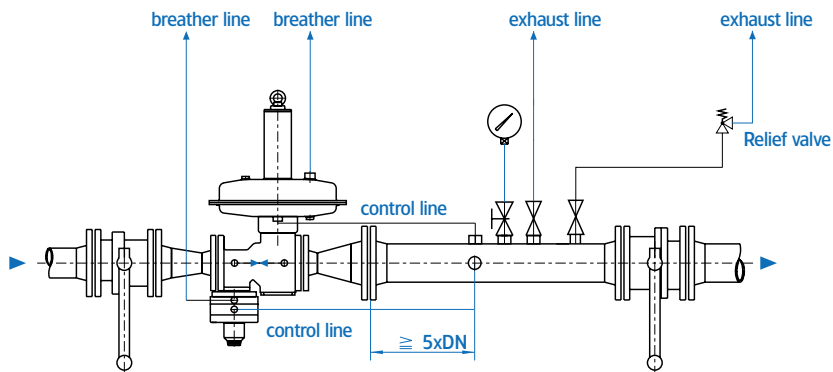 breather line
breather line
exhaust line
exhaust line
Relief valve
control line
control line
≧ 5xDN